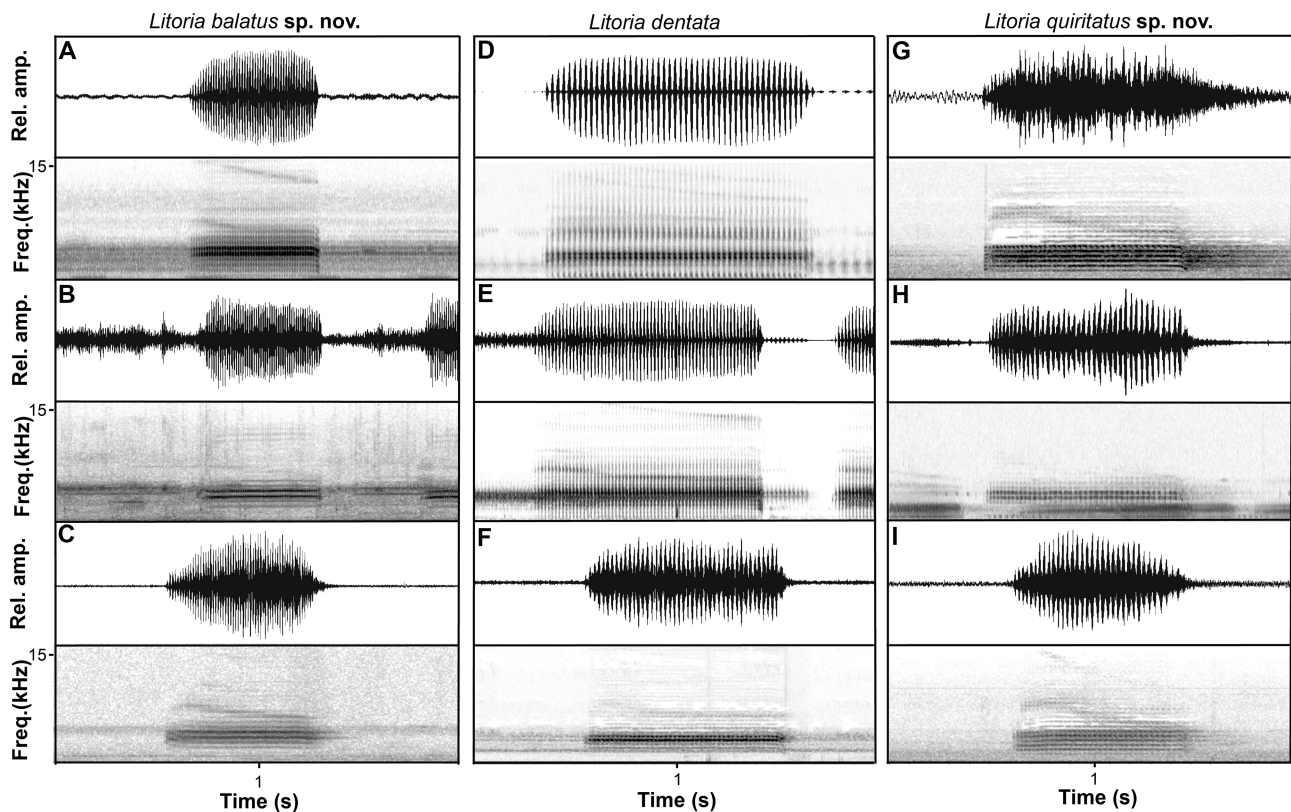 Litoria balatus sp. nov.
Litoria dentata
Litoria quiritatus sp. nov.
A
D
G
Rel. amp.
15
Freq.(kHz)
B
E
H
Rel. amp.
15
Freq.(kHz)
C
F
I
Rel. amp.
15
Freq.(kHz)
1
1
1
Time (s)
Time (s)
Time (s)